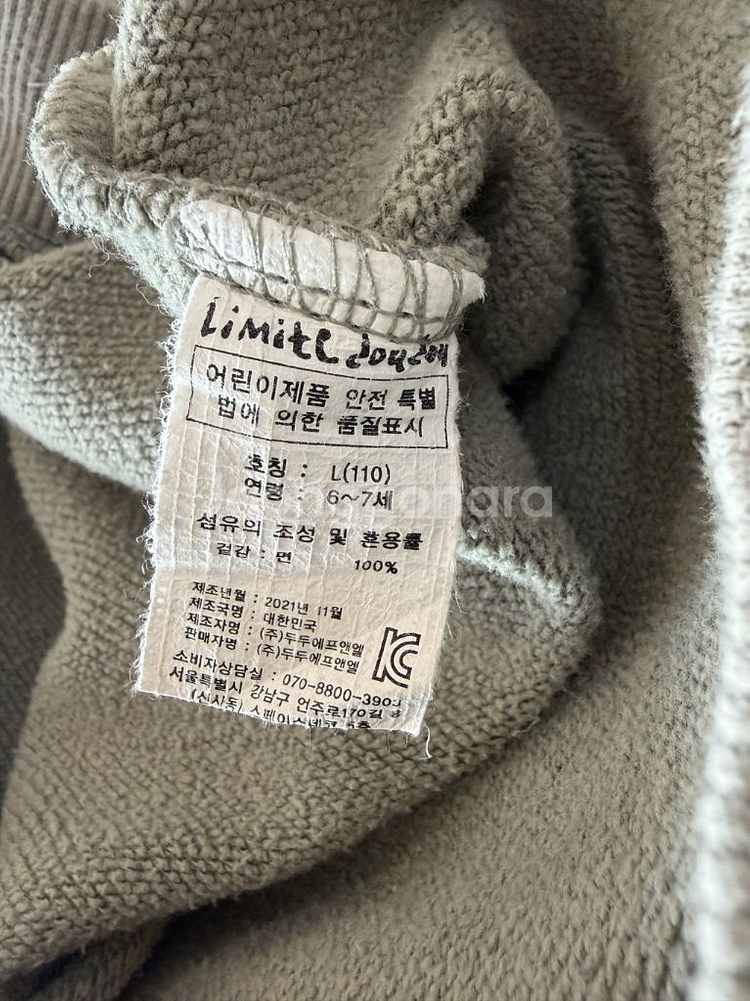 limite
어린이제품 안전 특별
법에 의한 품질표시
호칭 : L(110)
연령 : 6~7세
섬유의 조성 및 혼용률
겉감 : 면 100%
제조년월 : 2021년 11월
제조국명 : 대한민국
제조자명 : (주)두두에프앤엘
판매자명 : (주)두두에프앤엘
KC
소비자상담실 : 070-8800-3903
서울특별시 강남구 언주로170길
(신사동)